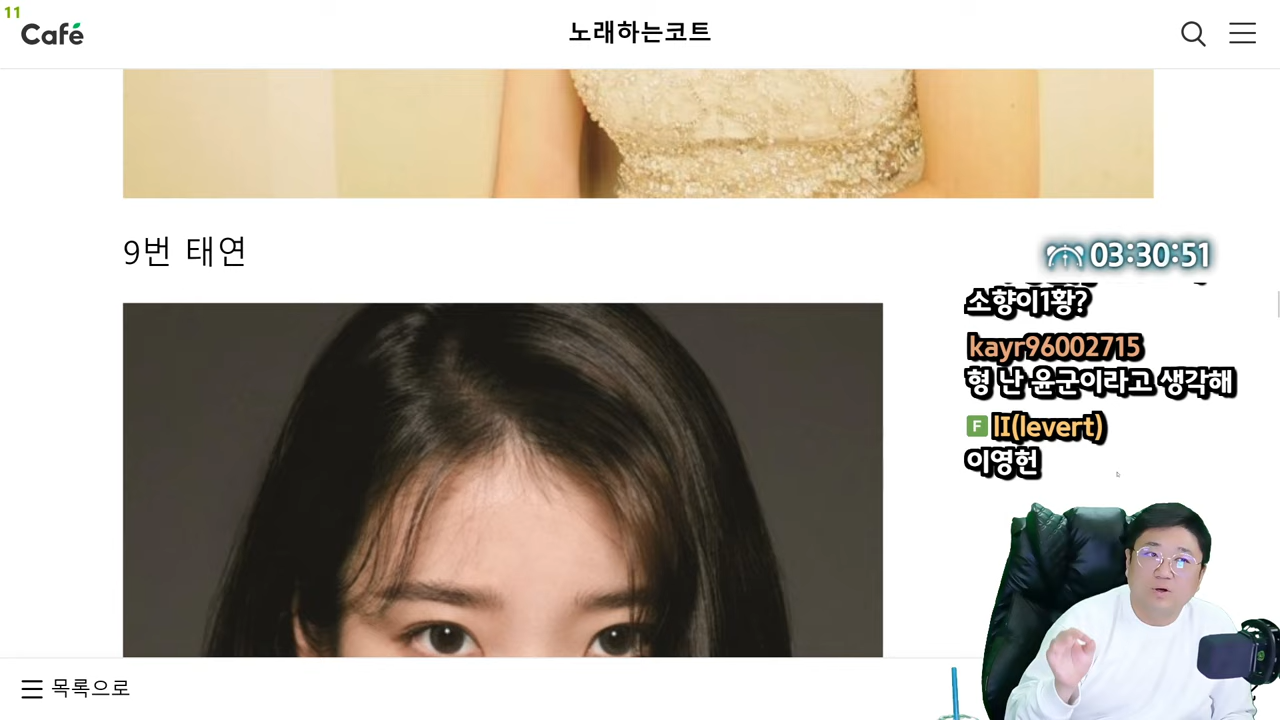 11
Café
노래하는코트
9번 태연
03:30:51
소향이1황?
kayr96002715
형 난 윤군이라고 생각해
F lI(levert)
이영헌
목록으로